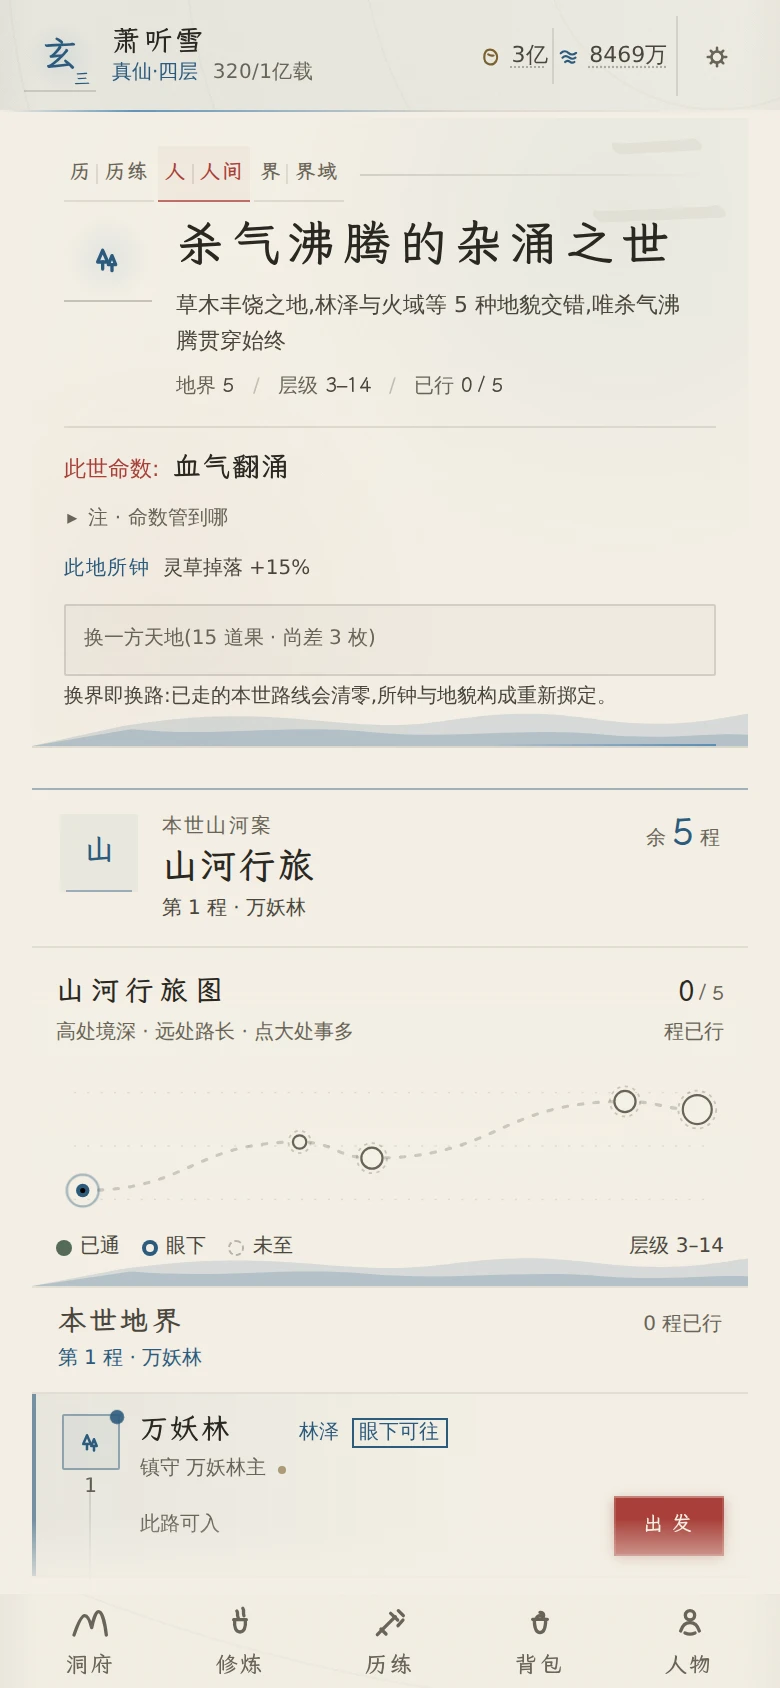 玄三
萧听雪
真仙·四层 320/1亿载
3亿 8469万
历 历练 人 人间 界 界域
杀气沸腾的杂涌之世
草木丰饶之地,林泽与火域等 5 种地貌交错,唯杀气沸
腾贯穿始终
地界 5 / 层级 3–14 / 已行 0 / 5
此世命数: 血气翻涌
▸ 注 · 命数管到哪
此地所钟 灵草掉落 +15%
换一方天地(15 道果 · 尚差 3 枚)
换界即换路:已走的本世路线会清零,所钟与地貌构成重新掷定。
山
本世山河案
余 5 程
山河行旅
第 1 程 · 万妖林
山河行旅图
0 / 5
高处境深 · 远处路长 · 点大处事多
程已行
已通 眼下 未至
层级 3–14
本世地界
0 程已行
第 1 程 · 万妖林
万妖林 林泽 眼下可往
镇守 万妖林主
1
此路可入
出发
洞府 修炼 历练 背包 人物